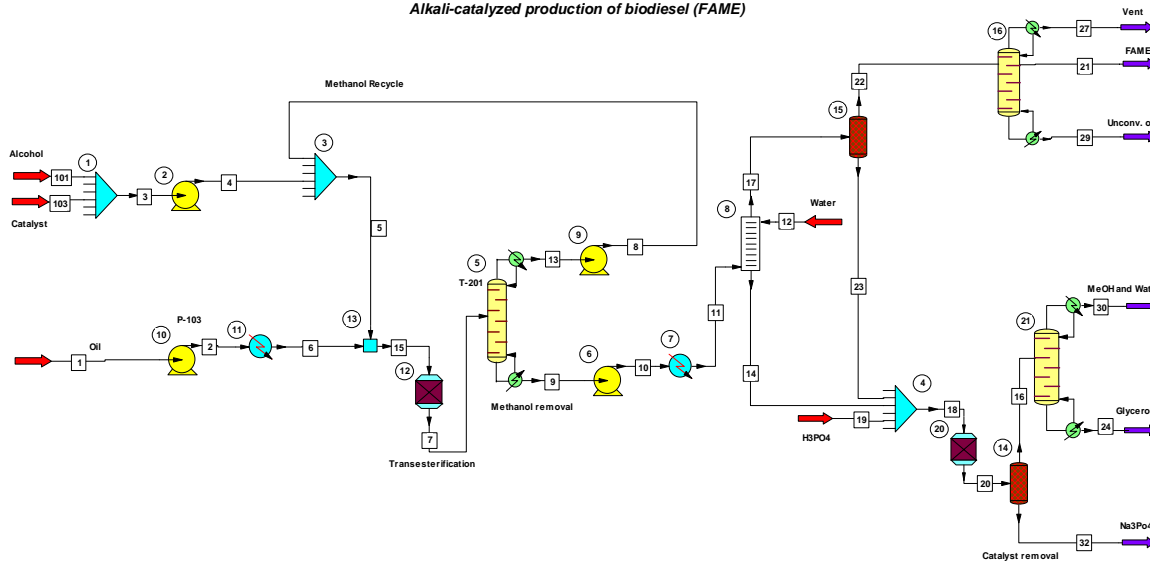 Alkali-catalyzed production of biodiesel (FAME)
16
Vent
27
FAME
21
22
Unconv. o
29
15
Methanol Recycle
3
Alcohol
1
101
2
4
3
Catalyst
103
5
17
8
Water
12
9
8
13
5
T-201
23
11
MeOH and Wat
30
21
P-103
13
10
11
Oil
1
2
6
15
12
6
7
9
10
14
Methanol removal
4
18
16
H3PO4
19
20
Glycero
24
7
Transesterification
14
20
Na3Po4
32
Catalyst removal